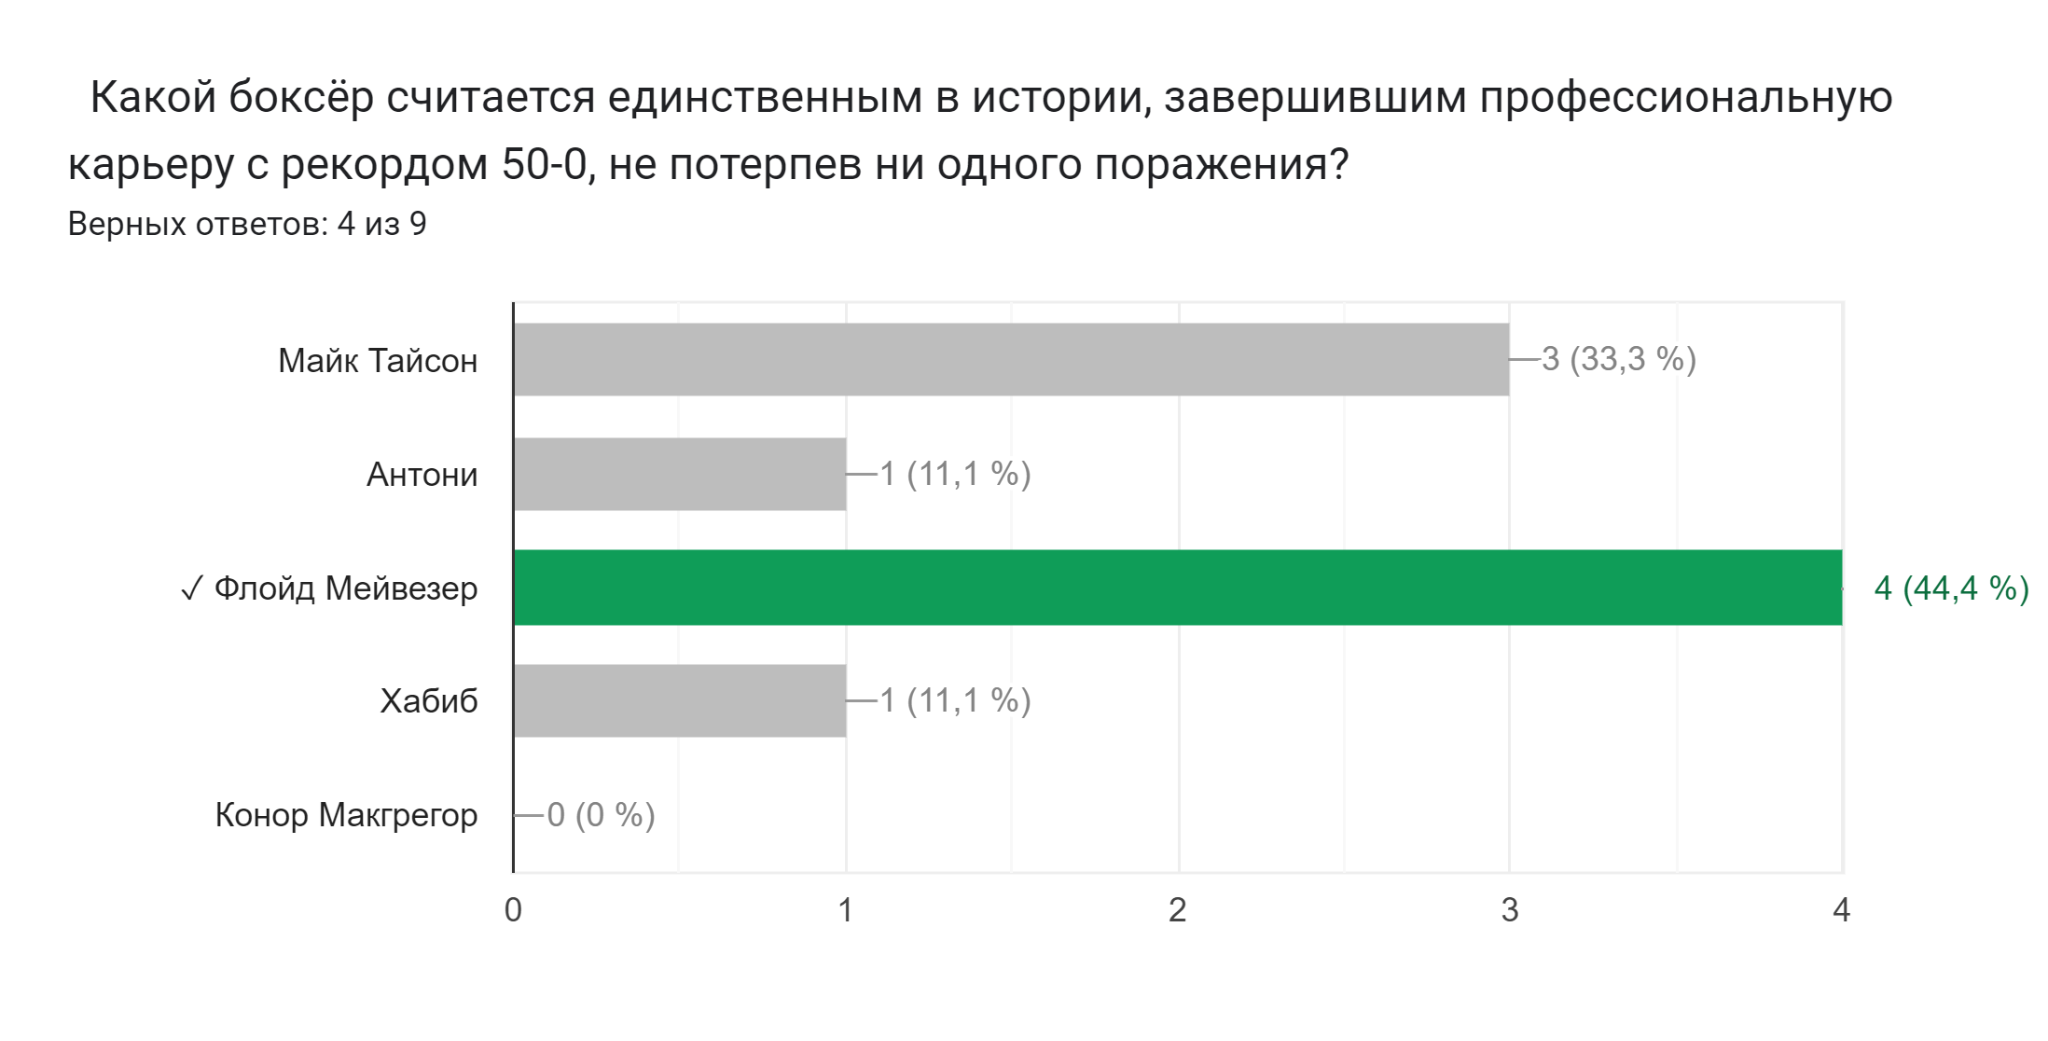 Какой боксёр считается единственным в истории, завершившим профессиональную
карьеру с рекордом 50-0, не потерпев ни одного поражения?
Верных ответов: 4 из 9
Майк Тайсон 3 (33,3 %)
Антони 1 (11,1 %)
✓ Флойд Мейвезер 4 (44,4 %)
Хабиб 1 (11,1 %)
Конор Макгрегор 0 (0 %)
0 1 2 3 4